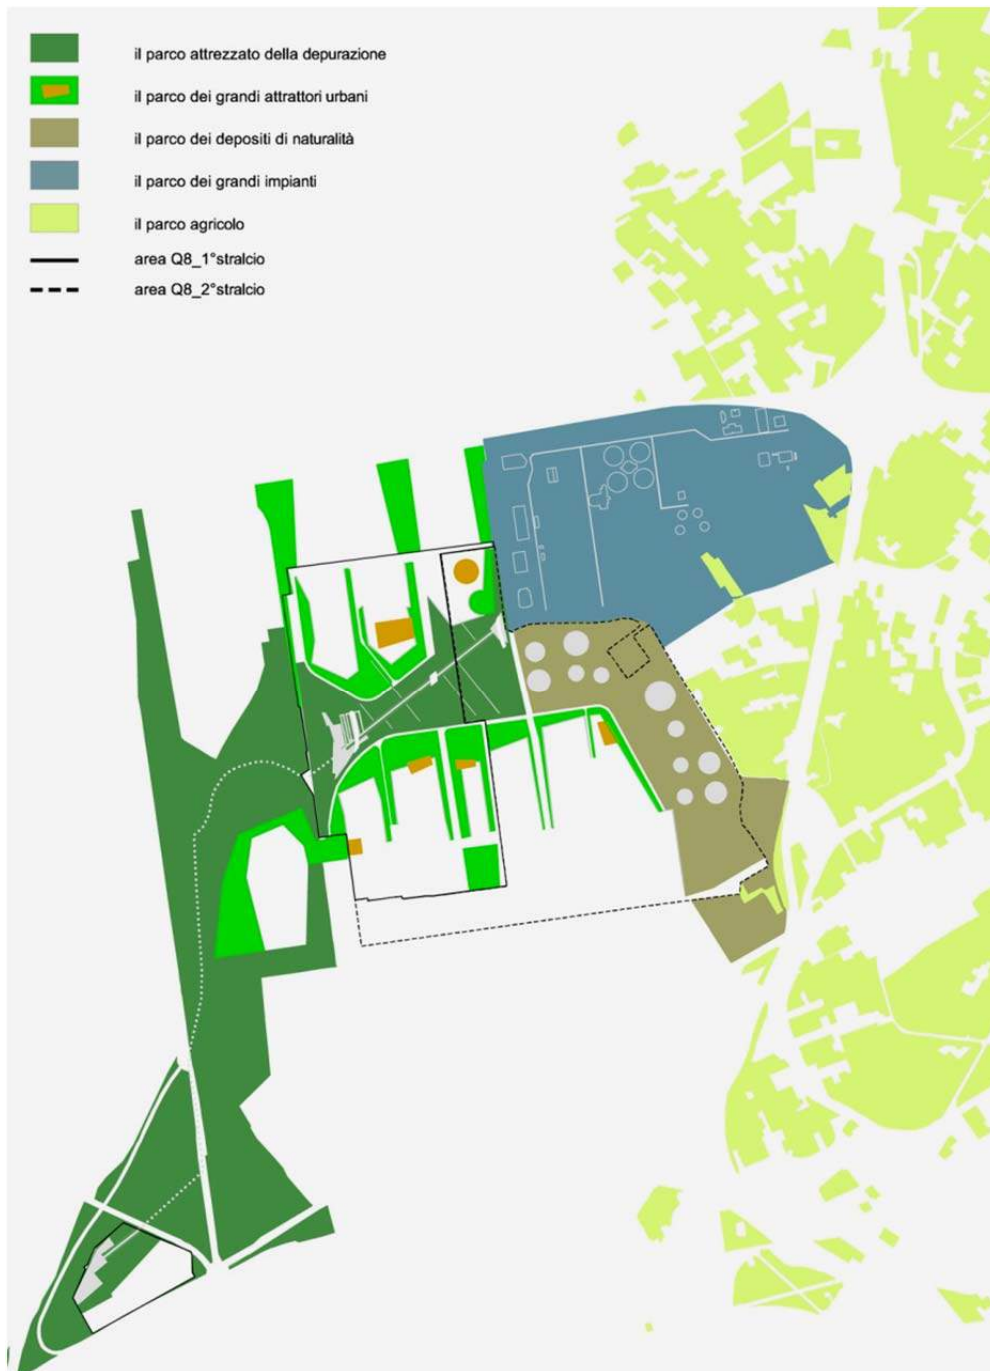 il parco attrezzato della depurazione
il parco dei grandi attrattori urbani
il parco dei depositi di naturalità
il parco dei grandi impianti
il parco agricolo
area Q8_1°stralcio
area Q8_2°stralcio